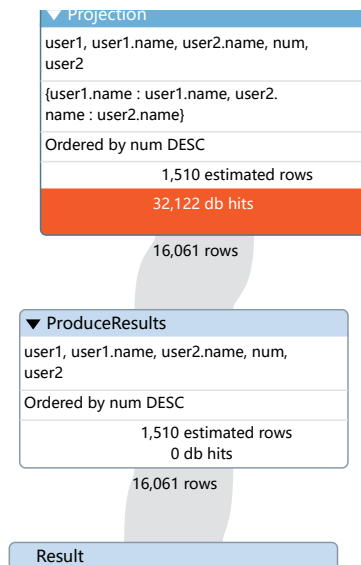 Projection
user1, user1.name, user2.name, num,
user2
{user1.name : user1.name, user2.
name : user2.name}
Ordered by num DESC
1,510 estimated rows
32,122 db hits
16,061 rows
ProduceResults
user1, user1.name, user2.name, num,
user2
Ordered by num DESC
1,510 estimated rows
0 db hits
16,061 rows
Result